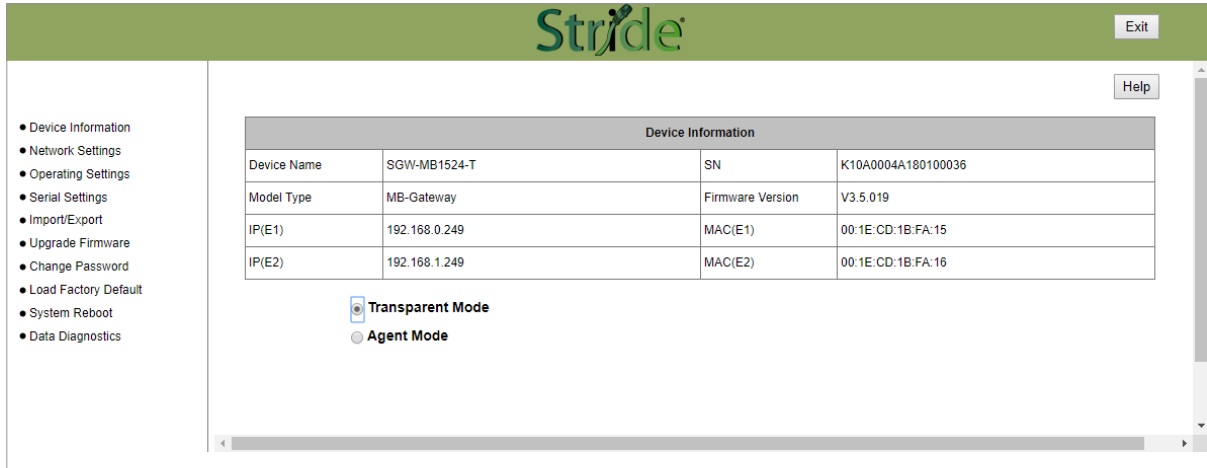 Stride
Exit
Help
Device Information
Network Settings
Operating Settings
Serial Settings
Import/Export
Upgrade Firmware
Change Password
Load Factory Default
System Reboot
Data Diagnostics
Device Information
Device Name SGW-MB1524-T SN K10A0004A180100036
Model Type MB-Gateway Firmware Version V3.5.019
IP(E1) 192.168.0.249 MAC(E1) 00:1E:CD:1B:FA:15
IP(E2) 192.168.1.249 MAC(E2) 00:1E:CD:1B:FA:16
Transparent Mode
Agent Mode